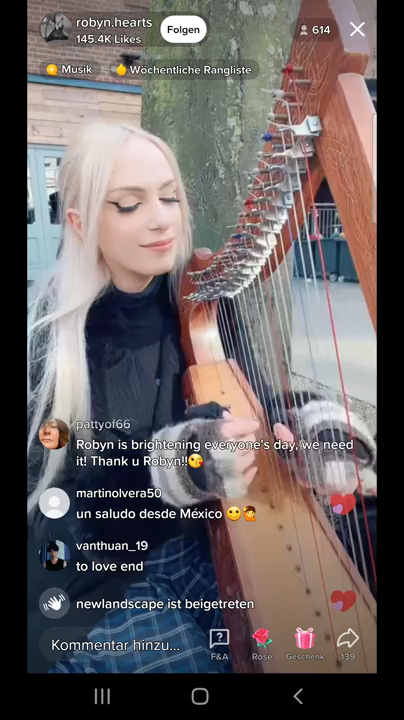 robyn.hearts
145.4K Likes
Folgen
614
Musik
Wöchentliche Rangliste
pattyof66
Robyn is brightening everyone's day, we need
it! Thank u Robyn!!😘
martinolvera50
un saludo desde México 🙂🤷
vanthuan_19
to love end
newlandscape ist beigetreten
Kommentar hinzu...
F&A
Rose
Geschenk
139